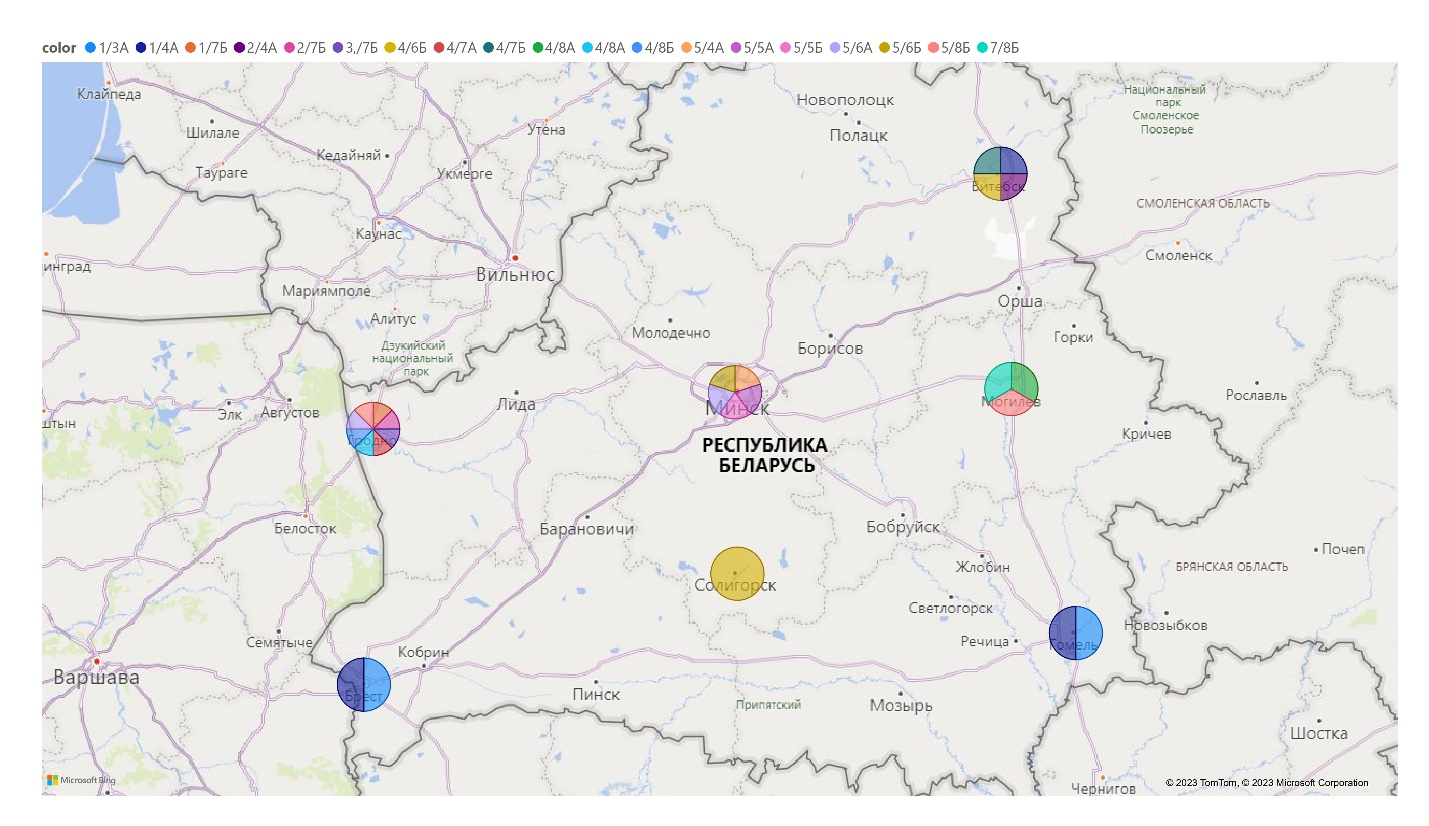 color 1/3А 1/4А 1/7Б 2/4А 2/7Б 3,/7Б 4/6Б 4/7А 4/7Б 4/8А 4/8А 4/8Б 5/4А 5/5А 5/5Б 5/6А 5/6Б 5/8Б 7/8Б
Клайпеда
Шилале
Таураге
Кедайняй
Укмерге
Утена
Новополоцк
Полацк
Национальный
парк
Смоленское
Поозерье
Витебск
СМОЛЕНСКАЯ ОБЛАСТЬ
Каунас
Вильнюс
инград
Мариямполе
Смоленск
Орша
Алитус
Молодечно
Борисов
Горки
Дзукийский
национальный
парк
Элк
Августов
Лида
Минск
Могилев
Рославль
штын
Гродно
РЕСПУБЛИКА
БЕЛАРУСЬ
Кричев
Белосток
Барановичи
Бобруйск
Почеп
Жлобин
БРЯНСКАЯ ОБЛАСТЬ
Солигорск
Светлогорск
Новозыбков
Семятыче
Кобрин
Речица
Гомель
Варшава
Брест
Пинск
Припятский
Мозырь
Шостка
Microsoft Bing
© 2023 TomTom, © 2023 Microsoft Corporation
Чернигов